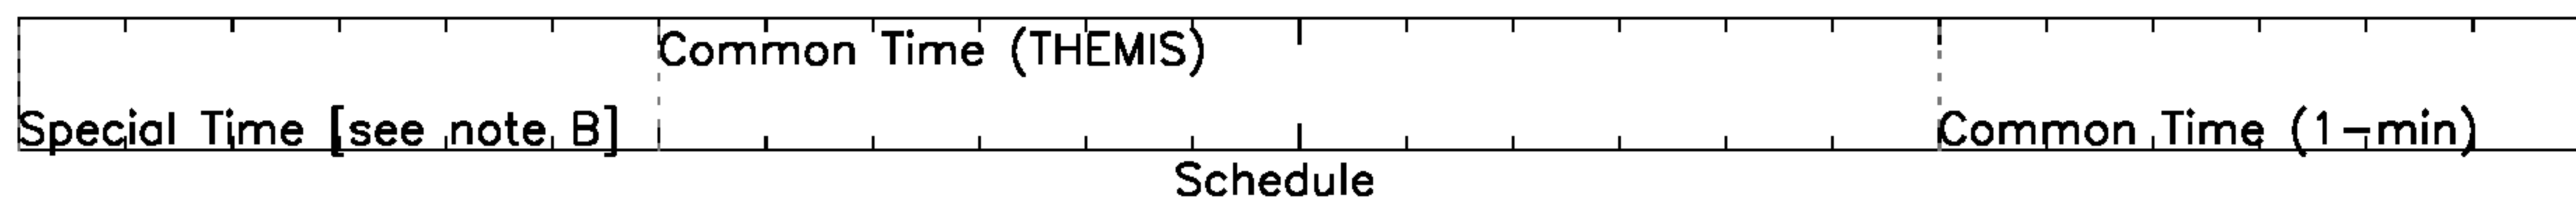 Common Time (THEMIS)
Special Time [see note B]
Common Time (1-min)
Schedule